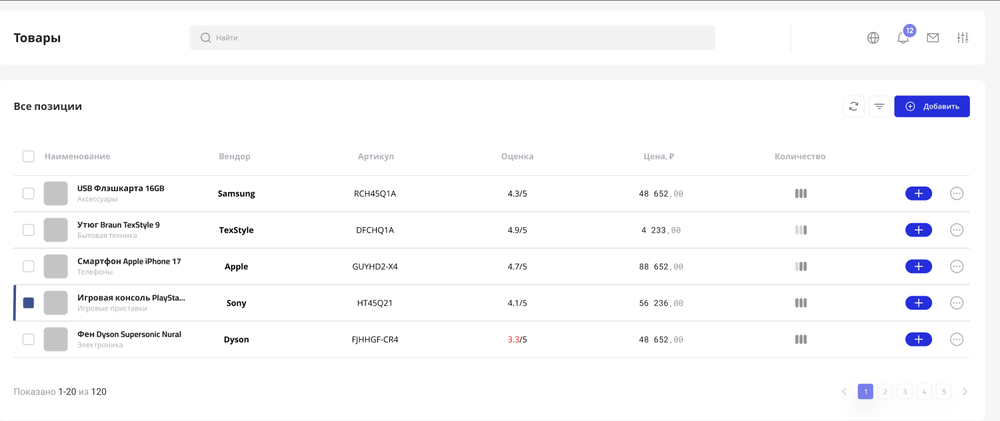 Товары
Найти
12
Все позиции
Добавить
Наименование Вендор Артикул Оценка Цена, ₽ Количество
USB Флэшкарта 16GB Samsung RCH45Q1A 4.3/5 48 652,00
Аксессуары
Утюг Braun TexStyle 9 TexStyle DFCHQ1A 4.9/5 4 233,00
Бытовая техника
Смартфон Apple iPhone 17 Apple GUYHD2-X4 4.7/5 88 652,00
Телефоны
Игровая консоль PlaySta... Sony HT45Q21 4.1/5 56 236,00
Игровые приставки
Фен Dyson Supersonic Nural Dyson FJHHGF-CR4 3.3/5 48 652,00
Электроника
Показано 1-20 из 120 1 2 3 4 5